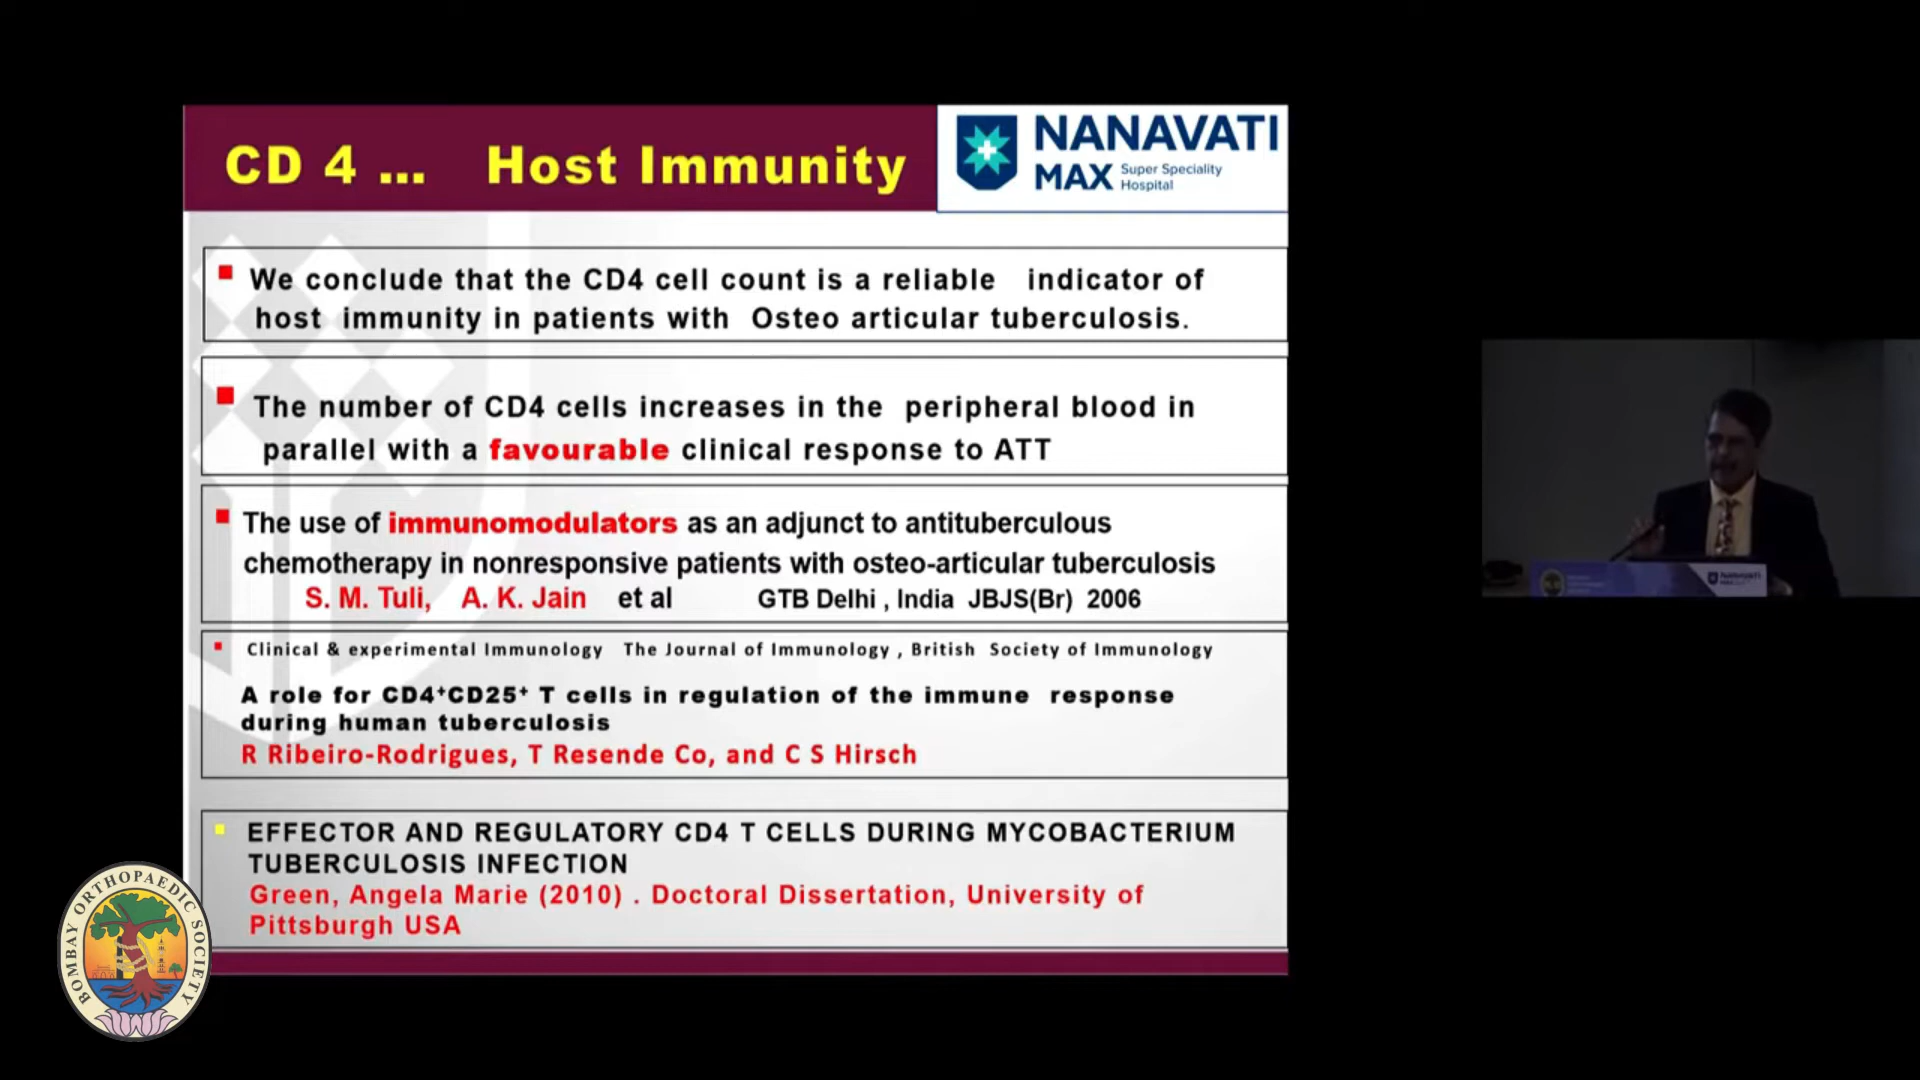 CD 4 ... Host Immunity
NANAVATI
MAX Super Speciality
Hospital
We conclude that the CD4 cell count is a reliable indicator of
host immunity in patients with Osteo articular tuberculosis.
The number of CD4 cells increases in the peripheral blood in
parallel with a favourable clinical response to ATT
The use of immunomodulators as an adjunct to antituberculous
chemotherapy in nonresponsive patients with osteo-articular tuberculosis
S. M. Tuli, A. K. Jain et al GTB Delhi , India JBJS(Br) 2006
Clinical & experimental Immunology The Journal of Immunology , British Society of Immunology
A role for CD4⁺CD25⁺ T cells in regulation of the immune response
during human tuberculosis
R Ribeiro-Rodrigues, T Resende Co, and C S Hirsch
EFFECTOR AND REGULATORY CD4 T CELLS DURING MYCOBACTERIUM
TUBERCULOSIS INFECTION
Green, Angela Marie (2010) . Doctoral Dissertation, University of
Pittsburgh USA
BOMBAY ORTHOPAEDIC SOCIETY
NANAVATI